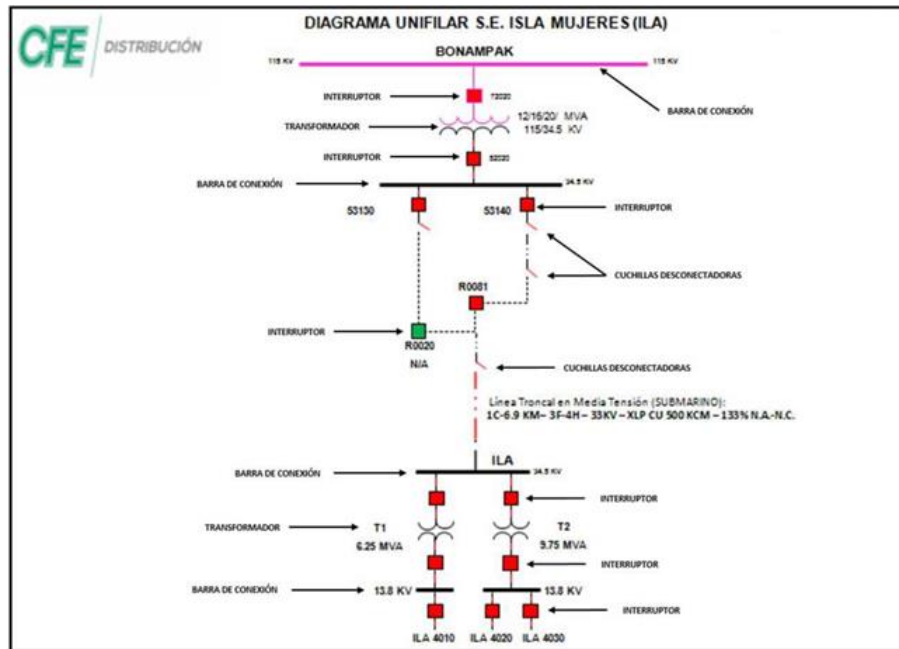 DIAGRAMA UNIFILAR S.E. ISLA MUJERES (ILA)
CFE DISTRIBUCIÓN
BONAMPAK
115 KV 115 KV
INTERRUPTOR 72020
BARRA DE CONEXIÓN
12/16/20/ MVA
TRANSFORMADOR
115/34.5 KV
INTERRUPTOR 52020
BARRA DE CONEXIÓN 34.5 KV
53130 53140 INTERRUPTOR
CUCHILLAS DESCONECTADORAS
R0081
INTERRUPTOR
R0020
N/A
CUCHILLAS DESCONECTADORAS
Línea Troncal en Media Tensión (SUBMARINO):
1C-6.9 KM– 3F-4H – 33KV – XLP CU 500 KCM – 133% N.A.-N.C.
ILA
BARRA DE CONEXIÓN 34.5 KV
INTERRUPTOR
TRANSFORMADOR T1 T2
6.25 MVA 9.75 MVA
INTERRUPTOR
BARRA DE CONEXIÓN 13.8 KV 13.8 KV
INTERRUPTOR
ILA 4010 ILA 4020 ILA 4030